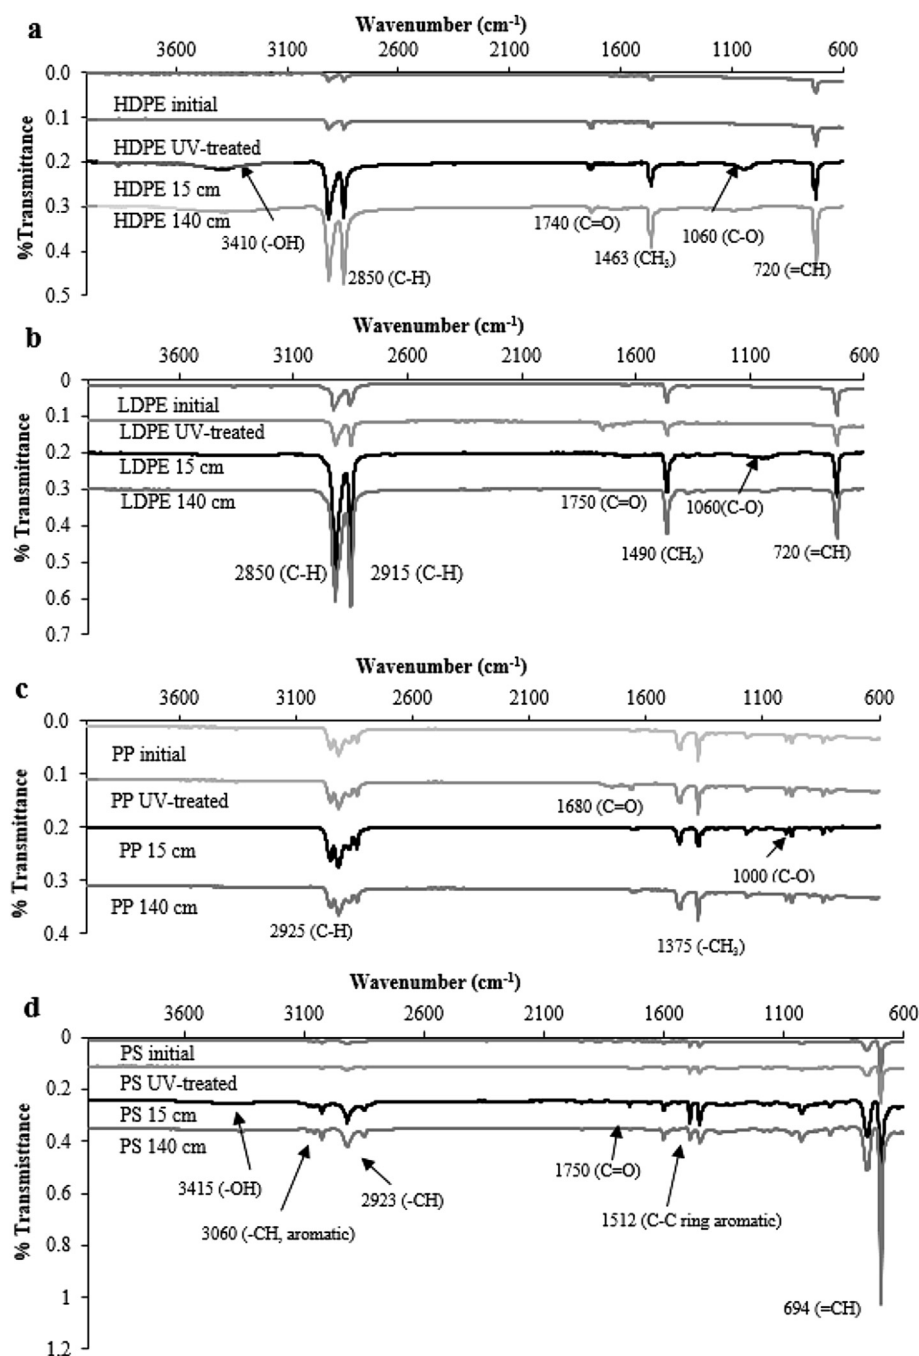 a
Wavenumber (cm-1)
3600 3100 2600 2100 1600 1100 600
0.0
0.1
0.2
0.3
0.4
0.5
%Transmittance
HDPE initial
HDPE UV-treated
HDPE 15 cm
HDPE 140 cm
3410 (-OH)
2850 (C-H)
1740 (C=O)
1463 (CH3)
1060 (C-O)
720 (=CH)
b
Wavenumber (cm-1)
3600 3100 2600 2100 1600 1100 600
0
0.1
0.2
0.3
0.4
0.5
0.6
0.7
% Transmittance
LDPE initial
LDPE UV-treated
LDPE 15 cm
LDPE 140 cm
2850 (C-H)
2915 (C-H)
1750 (C=O)
1490 (CH2)
1060(C-O)
720 (=CH)
c
Wavenumber (cm-1)
3600 3100 2600 2100 1600 1100 600
0.0
0.1
0.2
0.3
0.4
% Transmittance
PP initial
PP UV-treated
PP 15 cm
PP 140 cm
2925 (C-H)
1680 (C=O)
1000 (C-O)
1375 (-CH3)
d
Wavenumber (cm-1)
3600 3100 2600 2100 1600 1100 600
0
0.2
0.4
0.6
0.8
1
1.2
% Transmisttance
PS initial
PS UV-treated
PS 15 cm
PS 140 cm
3415 (-OH)
3060 (-CH, aromatic)
2923 (-CH)
1750 (C=O)
1512 (C-C ring aromatic)
694 (=CH)